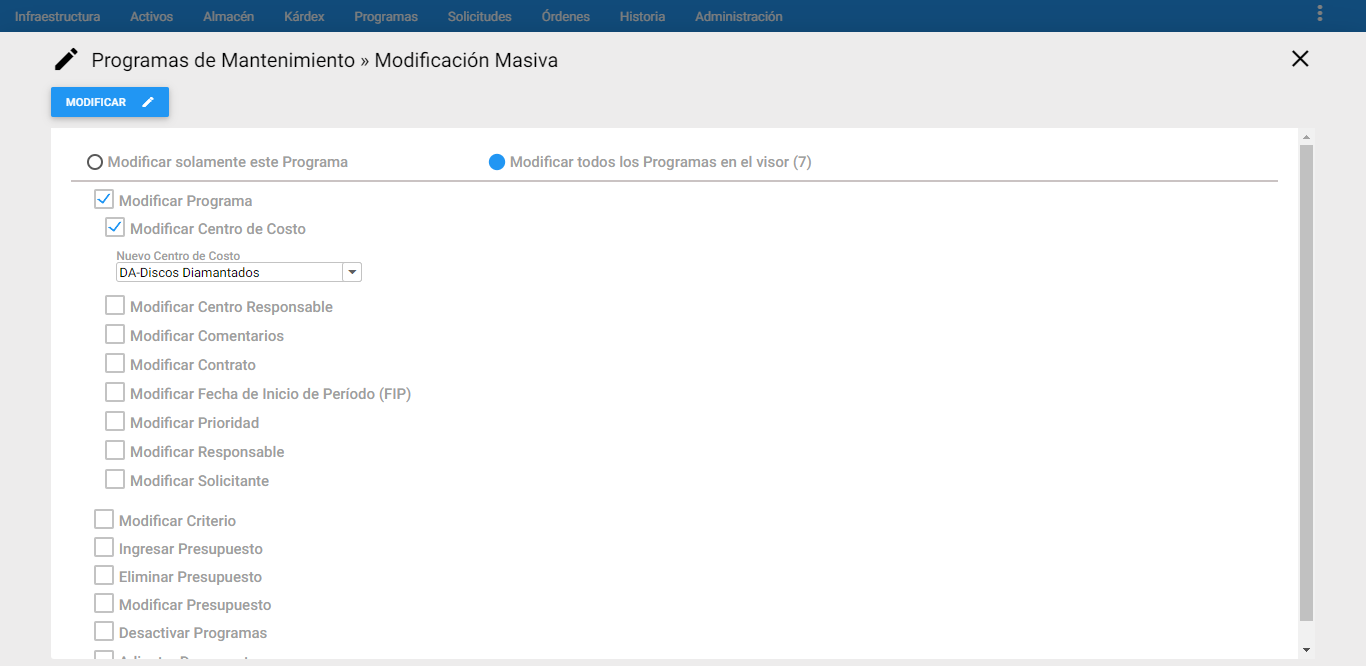 Infraestructura Activos Almacén Kárdex Programas Solicitudes Órdenes Historia Administración
Programas de Mantenimiento » Modificación Masiva
MODIFICAR
Modificar solamente este Programa Modificar todos los Programas en el visor (7)
Modificar Programa
Modificar Centro de Costo
Nuevo Centro de Costo
DA-Discos Diamantados
Modificar Centro Responsable
Modificar Comentarios
Modificar Contrato
Modificar Fecha de Inicio de Período (FIP)
Modificar Prioridad
Modificar Responsable
Modificar Solicitante
Modificar Criterio
Ingresar Presupuesto
Eliminar Presupuesto
Modificar Presupuesto
Desactivar Programas